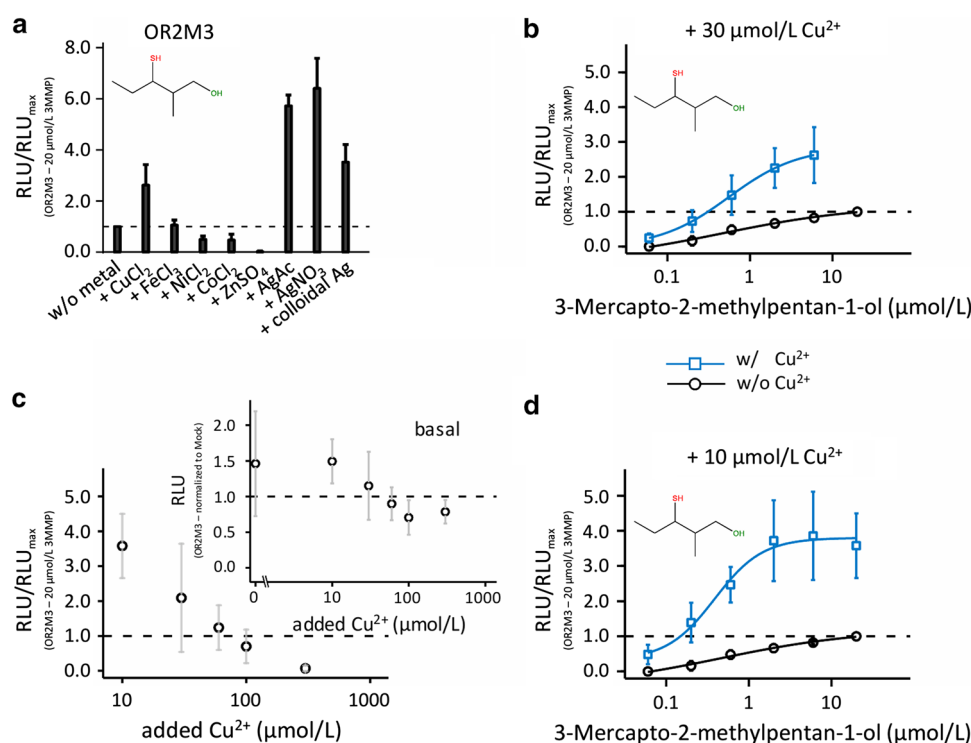 a
OR2M3
SH
OH
RLU/RLUmax
(OR2M3 – 20 µmol/L 3MMP)
8.0
6.0
4.0
2.0
0.0
w/o metal
+ CuCl2
+ FeCl3
+ NiCl2
+ CoCl2
+ ZnSO4
+ AgAc
+ AgNO3
+ colloidal Ag
b
+ 30 µmol/L Cu²⁺
SH
OH
RLU/RLUmax
(OR2M3 – 20 µmol/L 3MMP)
5.0
4.0
3.0
2.0
1.0
0.0
0.1
1
10
3-Mercapto-2-methylpentan-1-ol (µmol/L)
w/ Cu²⁺
w/o Cu²⁺
c
RLU/RLUmax
(OR2M3 – 20 µmol/L 3MMP)
5.0
4.0
3.0
2.0
1.0
0.0
10
100
1000
added Cu²⁺ (µmol/L)
basal
RLU
(OR2M3 – normalized to Mock)
2.0
1.5
1.0
0.5
0.0
0
10
100
1000
added Cu²⁺ (µmol/L)
d
+ 10 µmol/L Cu²⁺
SH
OH
RLU/RLUmax
(OR2M3 – 20 µmol/L 3MMP)
5.0
4.0
3.0
2.0
1.0
0.0
0.1
1
10
3-Mercapto-2-methylpentan-1-ol (µmol/L)